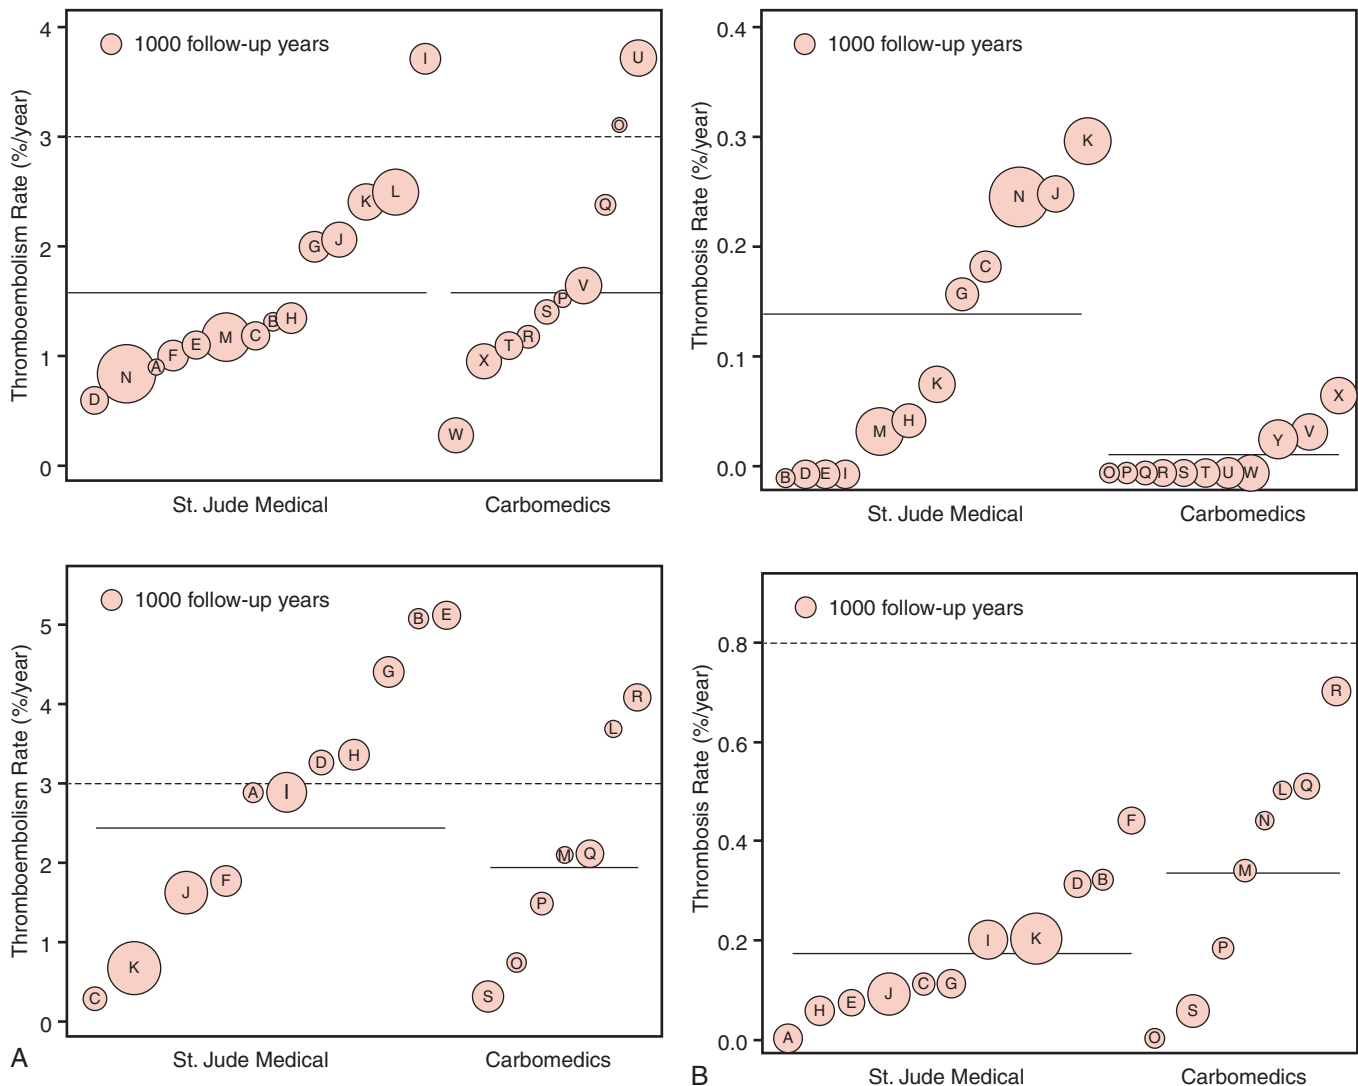 Thromboembolism Rate (%/year)
4
3
2
1
0
1000 follow-up years
D
N
A
F
E
M
C
B
H
G
J
K
L
I
W
X
T
R
S
P
V
Q
O
U
St. Jude Medical
Carbomedics
Thrombosis Rate (%/year)
0.4
0.3
0.2
0.1
0.0
1000 follow-up years
B
D
E
I
M
H
K
G
C
N
J
K
O
P
Q
R
S
T
U
W
Y
V
X
St. Jude Medical
Carbomedics
Thromboembolism Rate (%/year)
5
4
3
2
1
0
1000 follow-up years
C
K
J
F
A
I
D
H
G
B
E
S
O
P
M
Q
L
R
St. Jude Medical
Carbomedics
A
Thrombosis Rate (%/year)
0.8
0.6
0.4
0.2
0.0
1000 follow-up years
A
H
E
J
C
G
I
K
D
B
F
O
S
P
M
N
L
Q
R
St. Jude Medical
Carbomedics
B